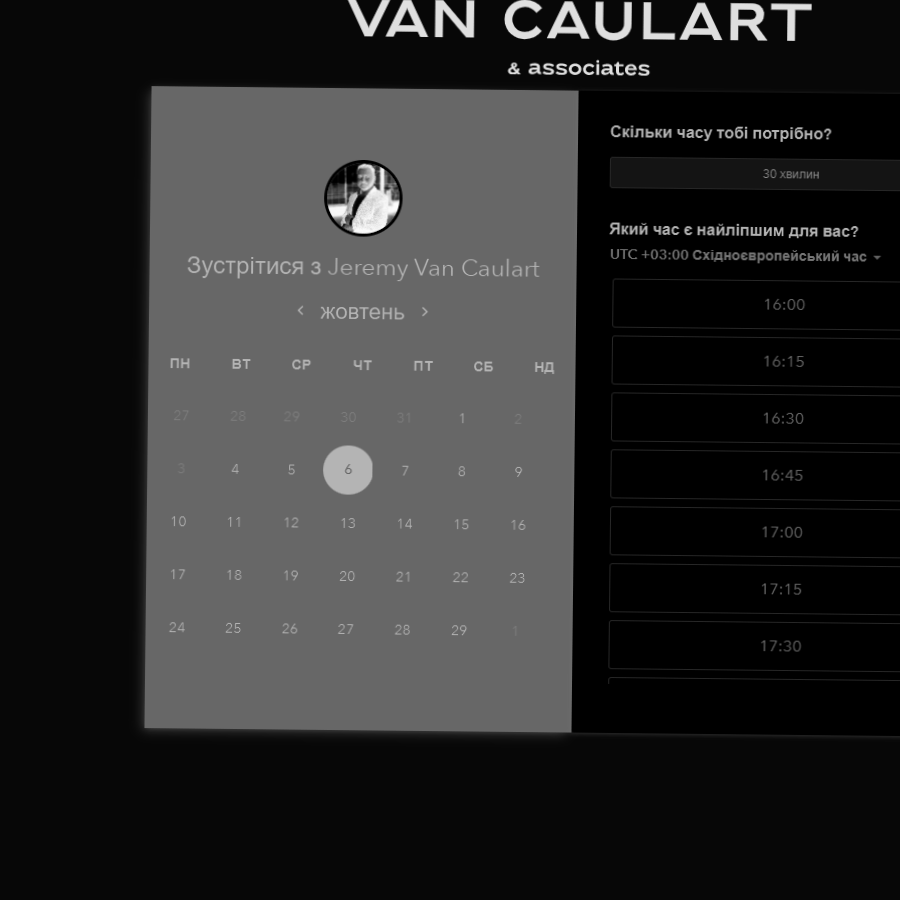 VAN CAULART
& associates
Зустрітися з Jeremy Van Caulart
жовтень
ПН ВТ СР ЧТ ПТ СБ НД
27 28 29 30 31 1 2
3 4 5 6 7 8 9
10 11 12 13 14 15 16
17 18 19 20 21 22 23
24 25 26 27 28 29 1
Скільки часу тобі потрібно?
30 хвилин
Який час є найліпшим для вас?
UTC +03:00 Східноєвропейський час
16:00
16:15
16:30
16:45
17:00
17:15
17:30